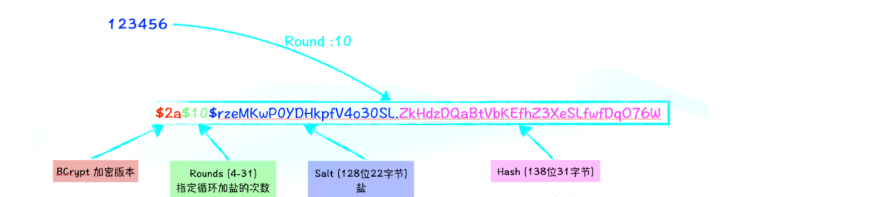 123456
Round :10
$2a$10$rzeMKwP0YDHkpfV4o30SL.ZkHdzDQaBtVbKEfhZ3XeSLfwfDqO76W
BCrypt 加密版本
Rounds (4-31)
指定循环加盐的次数
Salt (128位22字节)
盐
Hash (138位31字节)